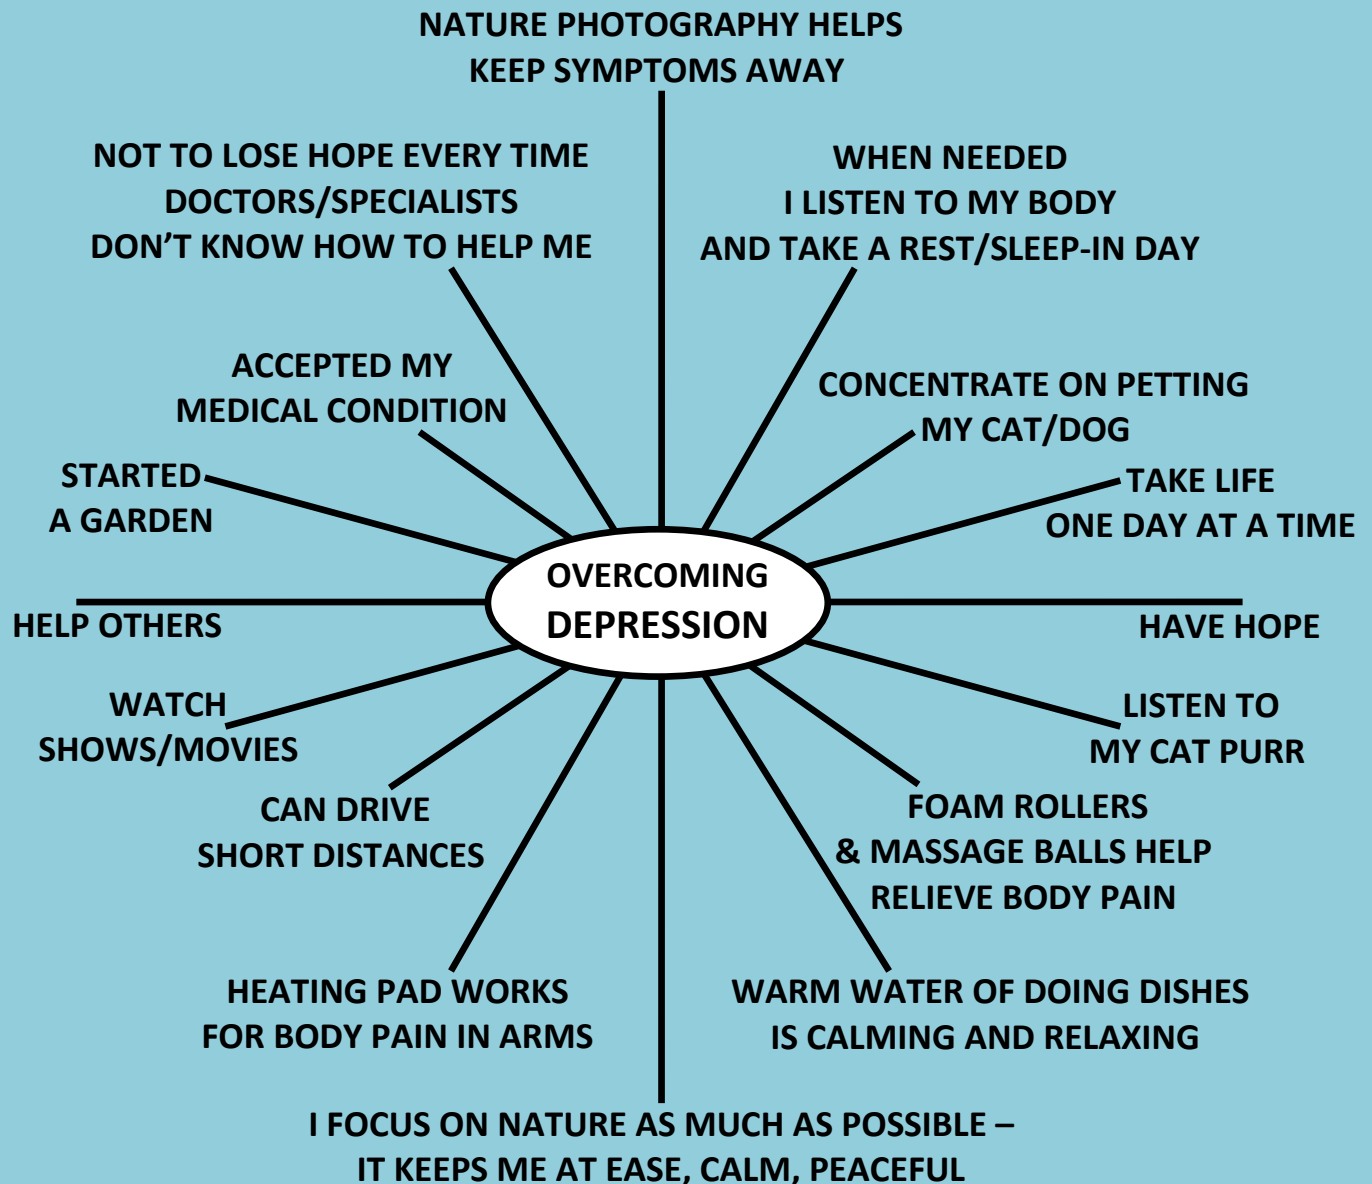 NATURE PHOTOGRAPHY HELPS
KEEP SYMPTOMS AWAY
NOT TO LOSE HOPE EVERY TIME
DOCTORS/SPECIALISTS
DON'T KNOW HOW TO HELP ME
WHEN NEEDED
I LISTEN TO MY BODY
AND TAKE A REST/SLEEP-IN DAY
ACCEPTED MY
MEDICAL CONDITION
CONCENTRATE ON PETTING
MY CAT/DOG
STARTED
A GARDEN
TAKE LIFE
ONE DAY AT A TIME
OVERCOMING
DEPRESSION
HELP OTHERS
HAVE HOPE
WATCH
SHOWS/MOVIES
LISTEN TO
MY CAT PURR
CAN DRIVE
SHORT DISTANCES
FOAM ROLLERS
& MASSAGE BALLS HELP
RELIEVE BODY PAIN
HEATING PAD WORKS
FOR BODY PAIN IN ARMS
WARM WATER OF DOING DISHES
IS CALMING AND RELAXING
I FOCUS ON NATURE AS MUCH AS POSSIBLE –
IT KEEPS ME AT EASE, CALM, PEACEFUL